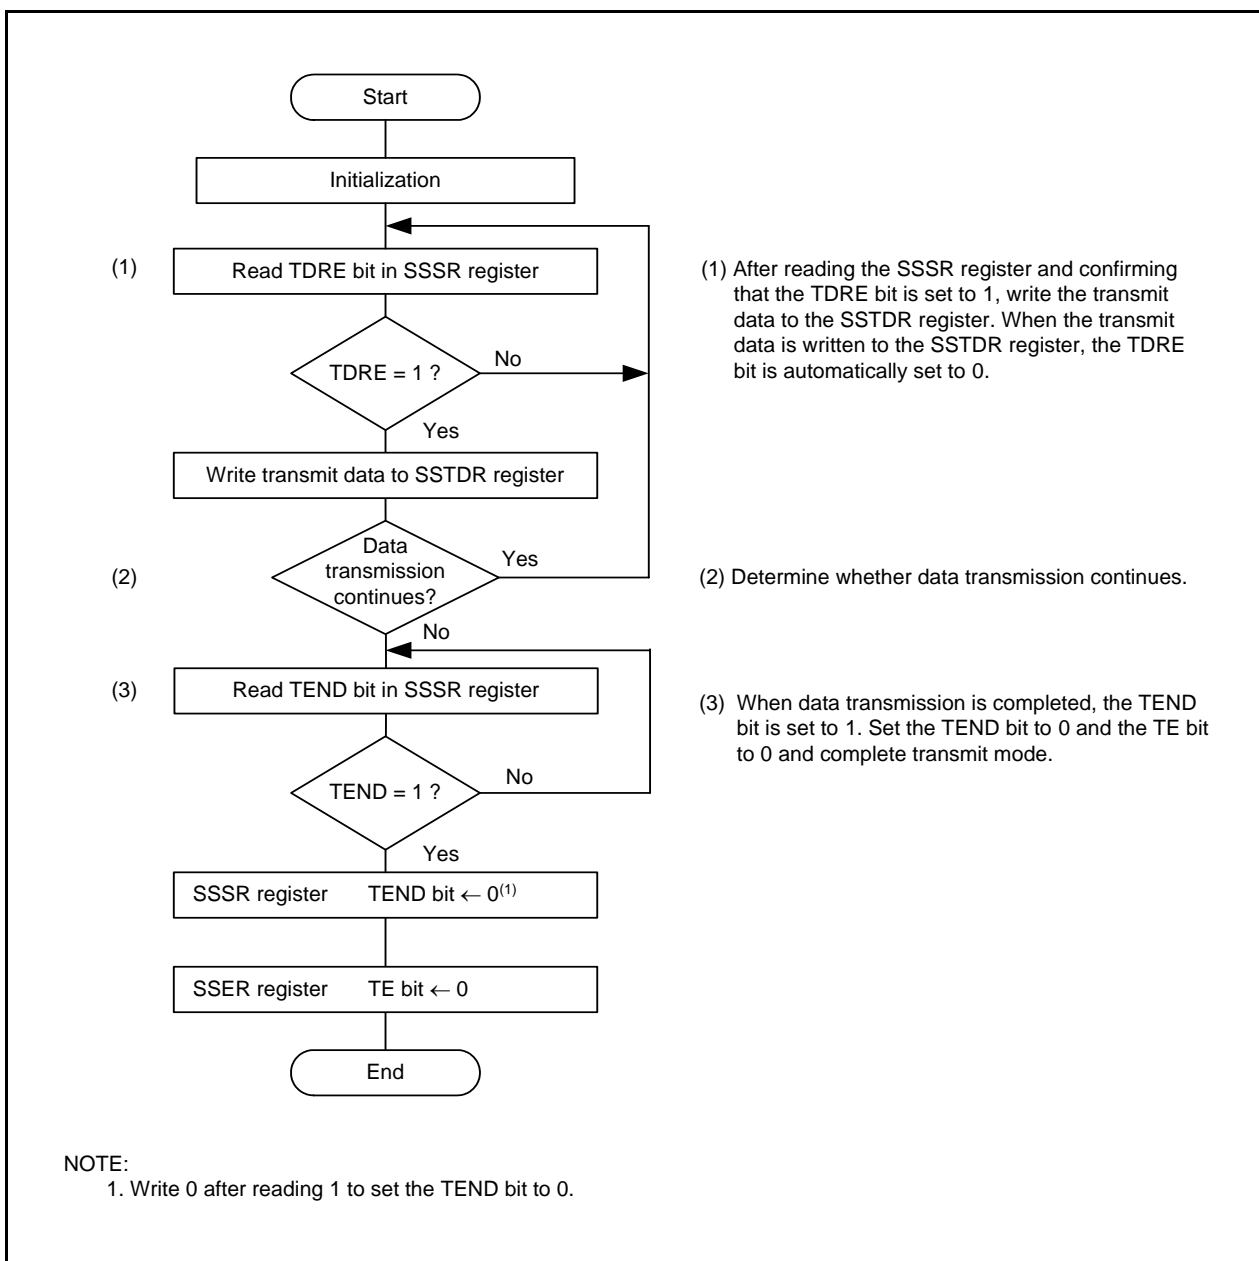 Start
Initialization
(1)
Read TDRE bit in SSSR register
(1) After reading the SSSR register and confirming
that the TDRE bit is set to 1, write the transmit
data to the SSTDR register. When the transmit
data is written to the SSTDR register, the TDRE
bit is automatically set to 0.
TDRE = 1 ?
No
Yes
Write transmit data to SSTDR register
(2)
Data
transmission
continues?
Yes
(2) Determine whether data transmission continues.
No
(3)
Read TEND bit in SSSR register
(3) When data transmission is completed, the TEND
bit is set to 1. Set the TEND bit to 0 and the TE bit
to 0 and complete transmit mode.
TEND = 1 ?
No
Yes
SSSR register TEND bit ← 0(1)
SSER register TE bit ← 0
End
NOTE:
1. Write 0 after reading 1 to set the TEND bit to 0.